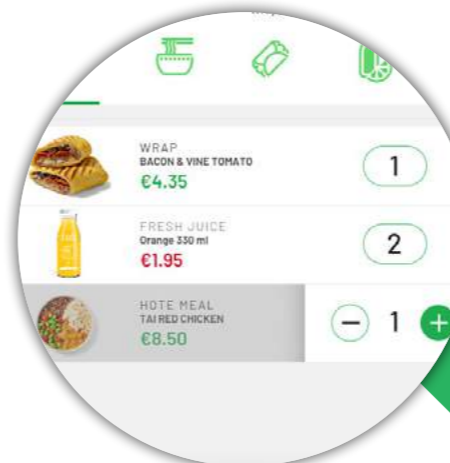 WRAP
BACON & VINE TOMATO
€4.35
1
FRESH JUICE
Orange 330 ml
€1.95
2
HOTE MEAL
TAI RED CHICKEN
€8.50
− 1 +